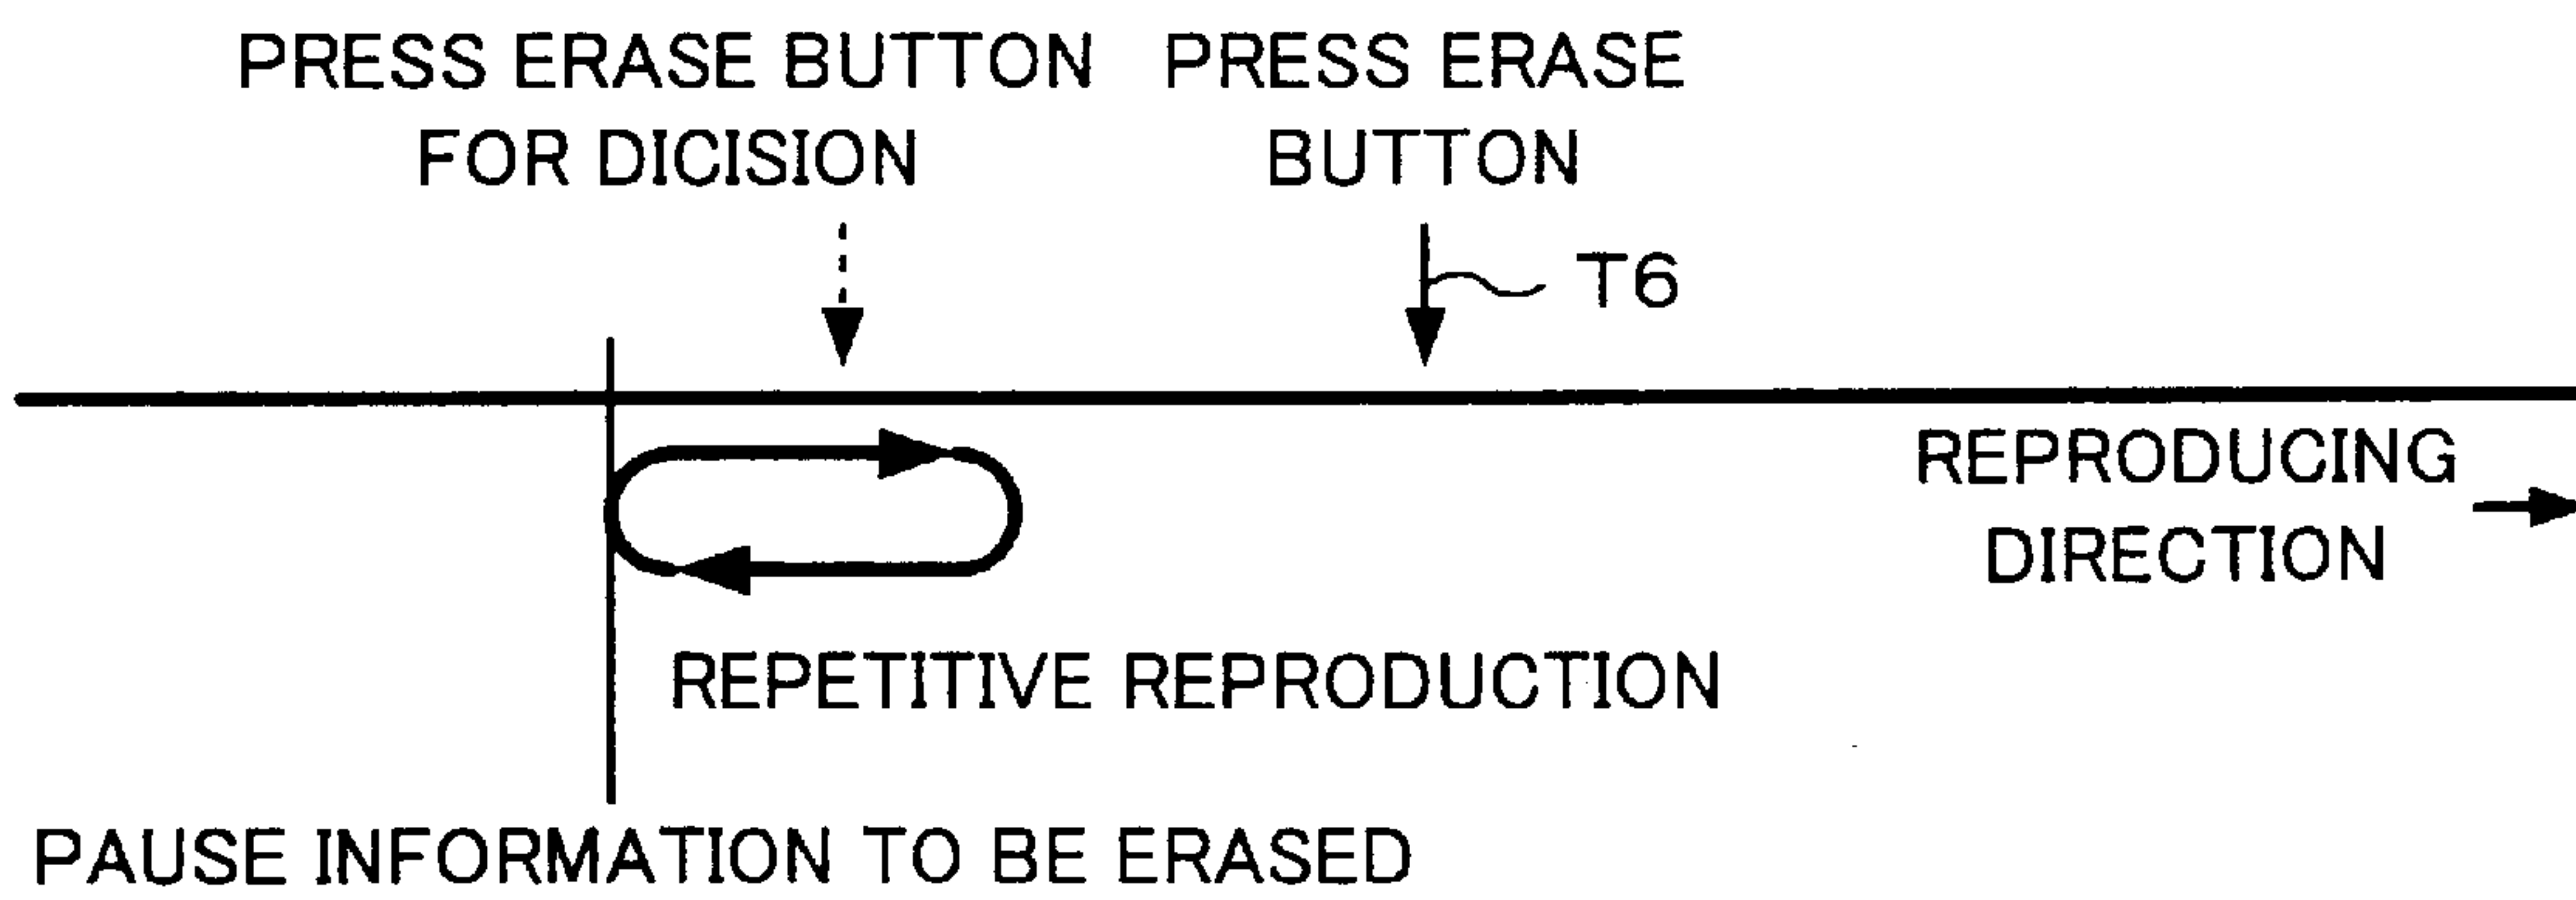 PRESS ERASE BUTTON
FOR DICISION
PRESS ERASE
BUTTON
T6
REPRODUCING
DIRECTION
REPETITIVE REPRODUCTION
PAUSE INFORMATION TO BE ERASED